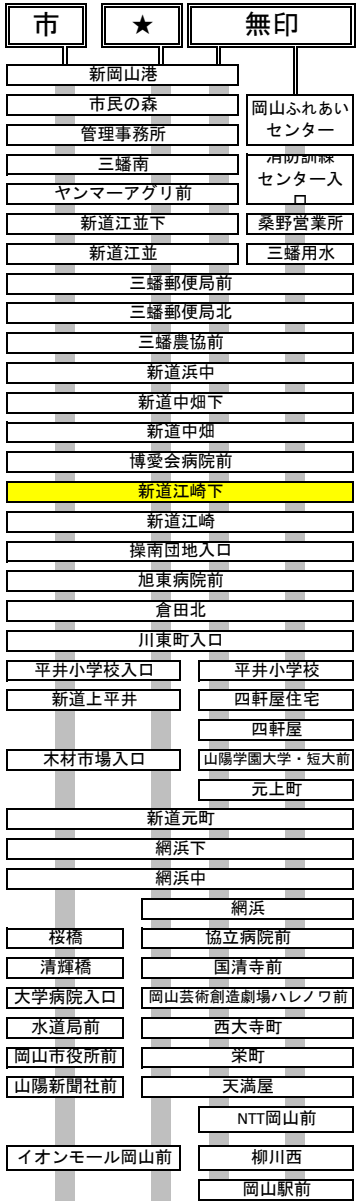 市 ★ 無印
新岡山港
市民の森
岡山ふれあい
センター
管理事務所
三蟠南
消防訓練
センター入
口
ヤンマーアグリ前
新道江並下 桑野営業所
新道江並 三蟠用水
三蟠郵便局前
三蟠郵便局北
三蟠農協前
新道浜中
新道中畑下
新道中畑
博愛会病院前
新道江崎下
新道江崎
操南団地入口
旭東病院前
倉田北
川東町入口
平井小学校入口 平井小学校
新道上平井 四軒屋住宅
四軒屋
木材市場入口 山陽学園大学・短大前
元上町
新道元町
網浜下
網浜中
網浜
桜橋 協立病院前
清輝橋 国清寺前
大学病院入口 岡山芸術創造劇場ハレノワ前
水道局前 西大寺町
岡山市役所前 栄町
山陽新聞社前 天満屋
NTT岡山前
イオンモール岡山前 柳川西
岡山駅前